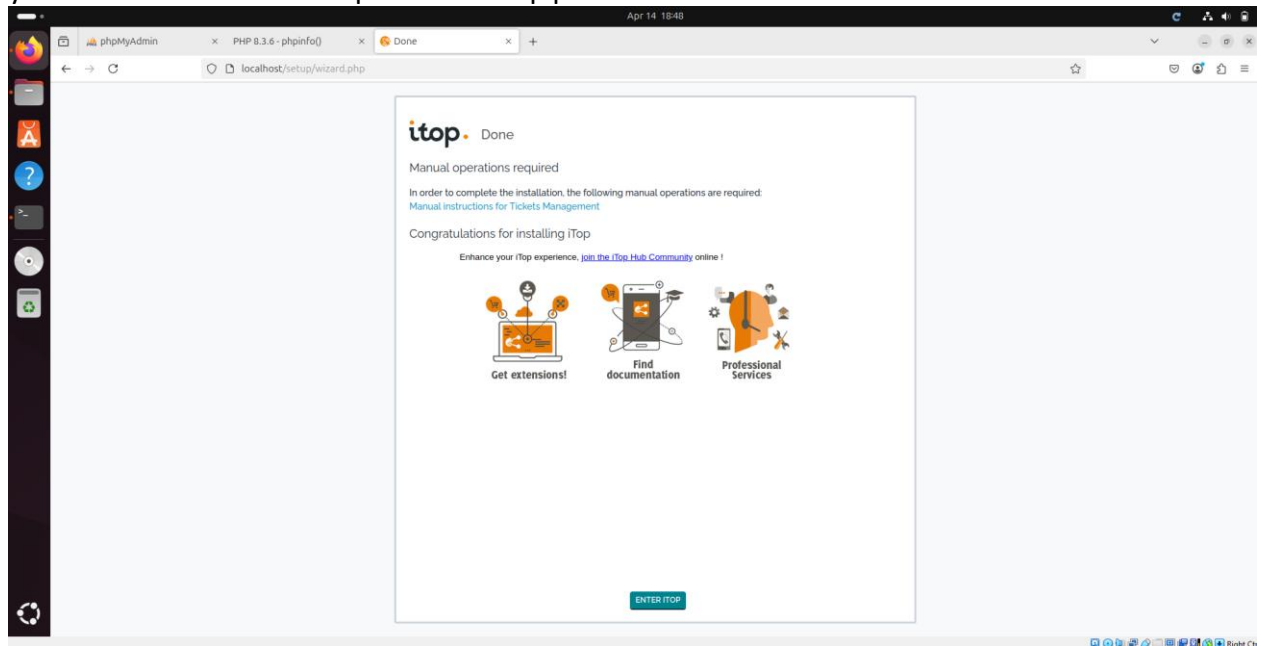 Apr 14 18:48
phpMyAdmin
PHP 8.3.6 - phpinfo()
Done
localhost/setup/wizard.php
itop. Done
Manual operations required
In order to complete the installation, the following manual operations are required:
Manual instructions for Tickets Management
Congratulations for installing iTop
Enhance your iTop experience, join the iTop Hub Community online !
Get extensions!
Find
documentation
Professional
Services
ENTER ITOP